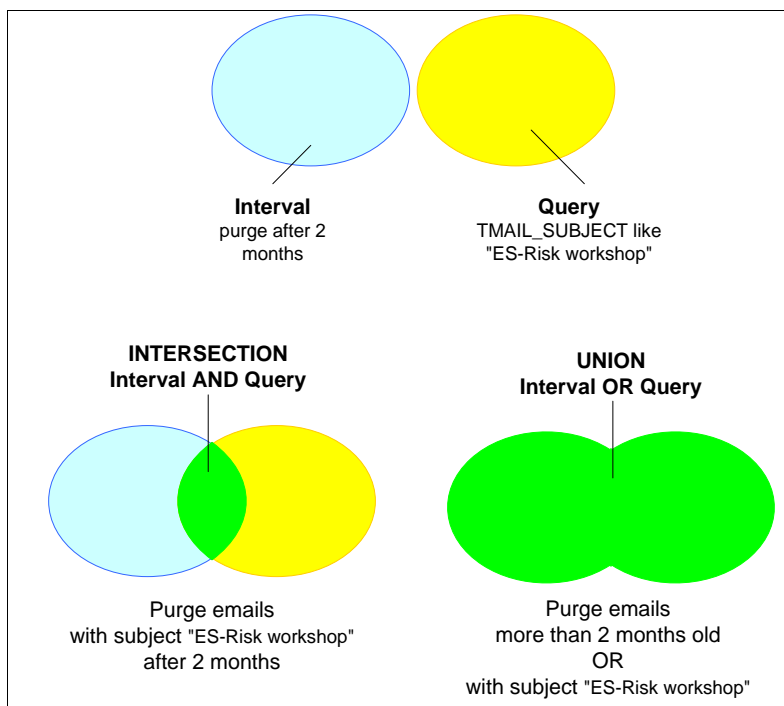 Interval
purge after 2
months
Query
TMAIL_SUBJECT like
"ES-Risk workshop"
INTERSECTION
Interval AND Query
UNION
Interval OR Query
Purge emails
with subject "ES-Risk workshop"
after 2 months
Purge emails
more than 2 months old
OR
with subject "ES-Risk workshop"